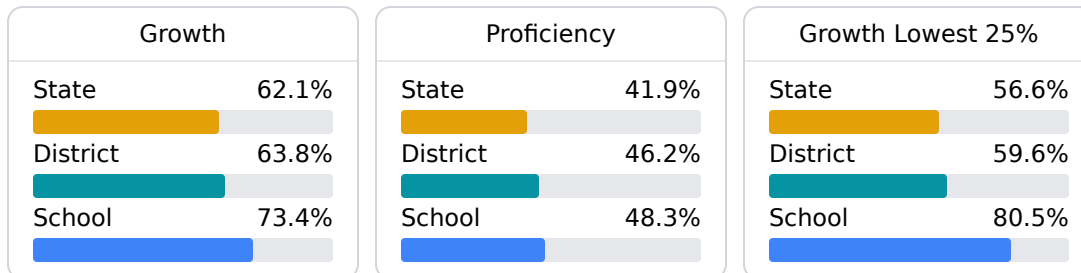 Growth
State 62.1%
District 63.8%
School 73.4%
Proficiency
State 41.9%
District 46.2%
School 48.3%
Growth Lowest 25%
State 56.6%
District 59.6%
School 80.5%